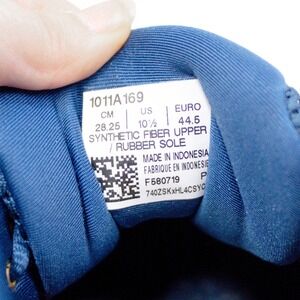 1011A169
CM US EURO
28.25 10½ 44.5
SYNTHETIC FIBER UPPER
/ RUBBER SOLE
MADE IN INDONESIA
FABRIQUE EN INDONESIE
F580719 P
740ZSKxHL4CSYC